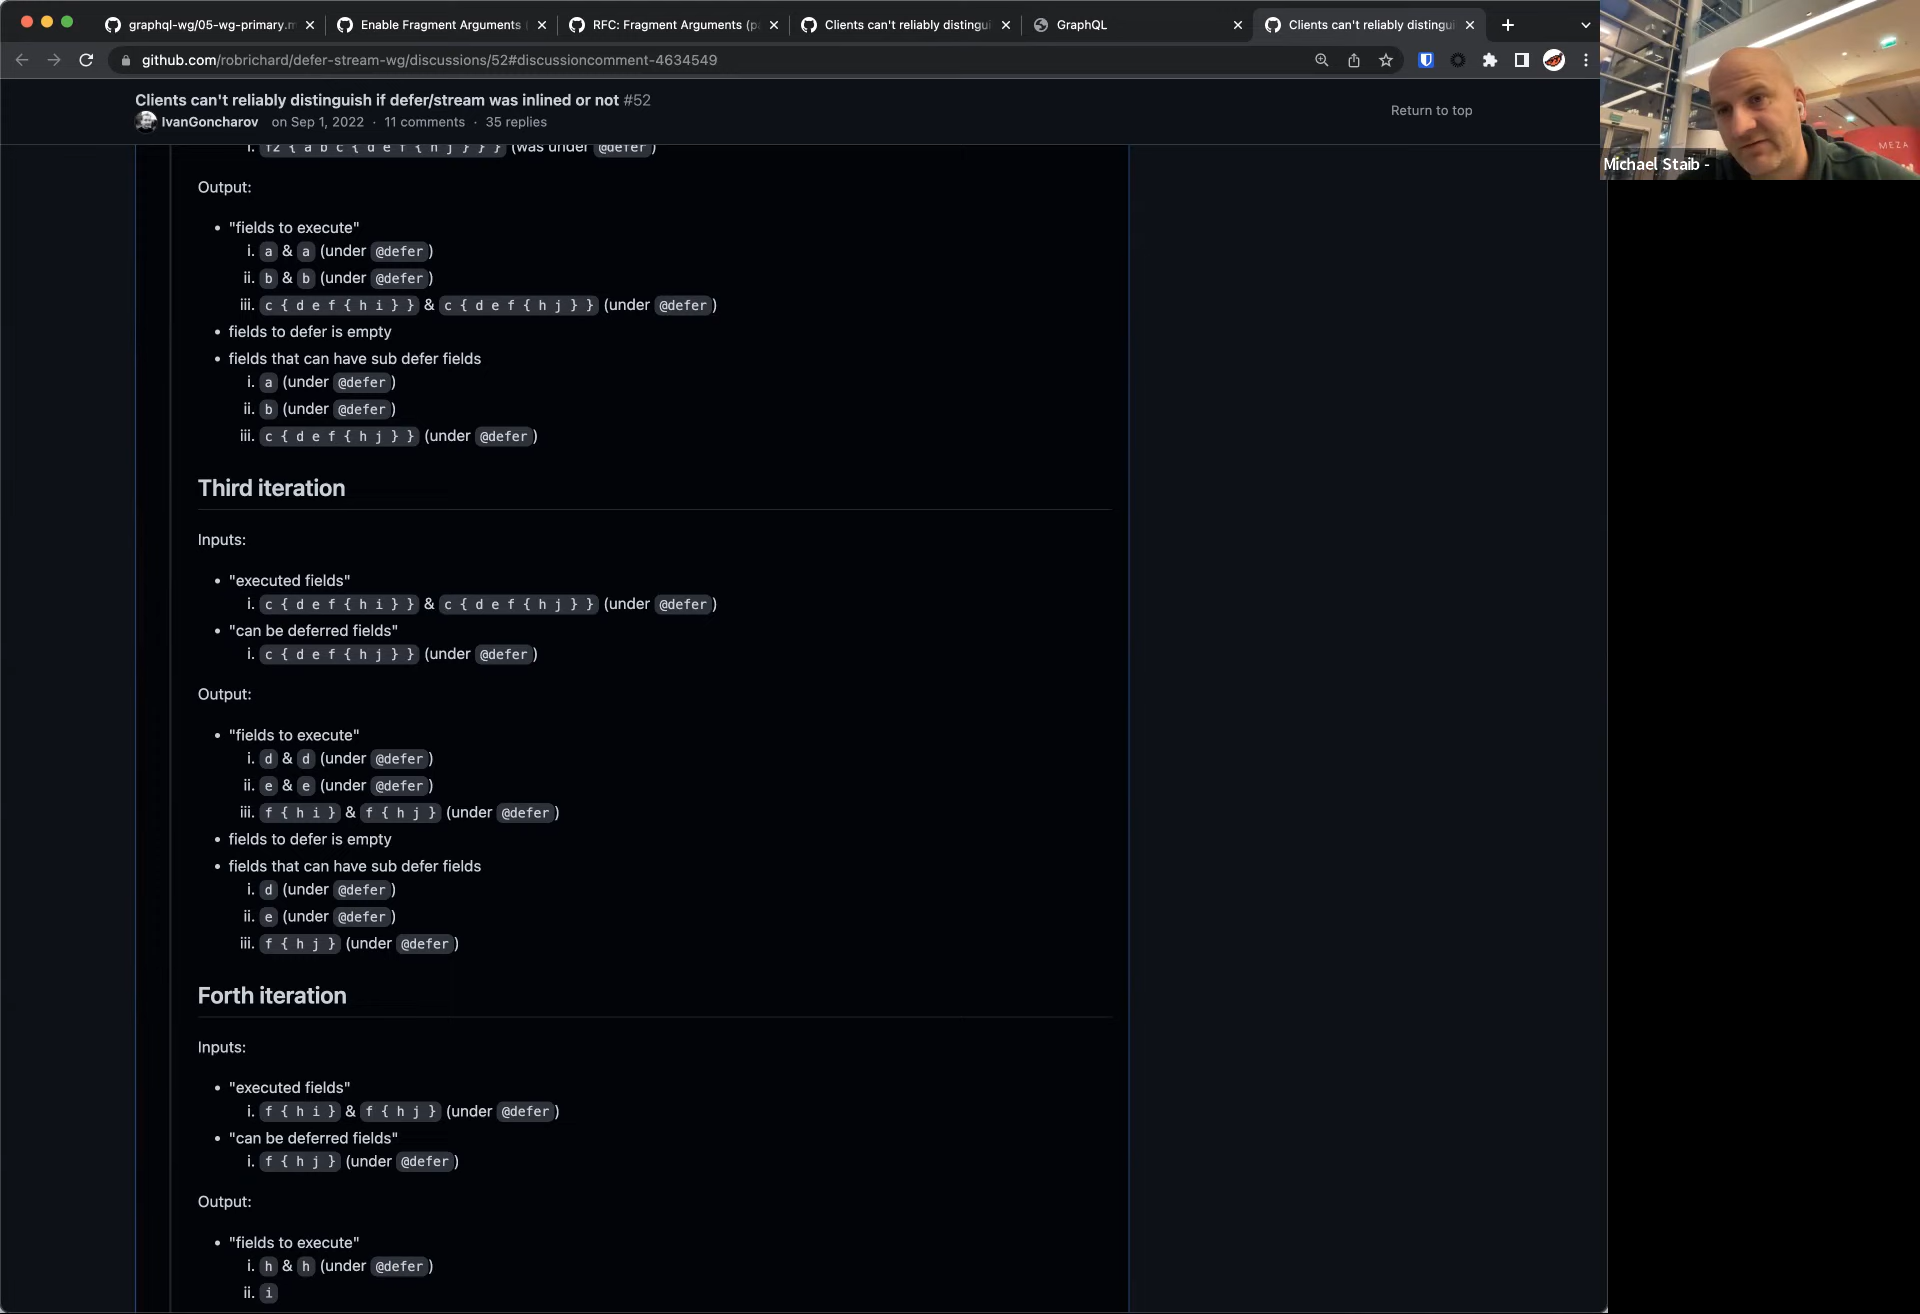 graphql-wg/05-wg-primary.m
Enable Fragment Arguments
RFC: Fragment Arguments (p
Clients can't reliably distingui
GraphQL
Clients can't reliably distingui
github.com/robrichard/defer-stream-wg/discussions/52#discussioncomment-4634549
Clients can't reliably distinguish if defer/stream was inlined or not #52
IvanGoncharov on Sep 1, 2022 · 11 comments · 35 replies
Return to top
Michael Staib -
MEZA
i. f2 { a b c { d e f { h j } } } (was under @defer)
Output:
• "fields to execute"
i. a & a (under @defer)
ii. b & b (under @defer)
iii. c { d e f { h i } } & c { d e f { h j } } (under @defer)
• fields to defer is empty
• fields that can have sub defer fields
i. a (under @defer)
ii. b (under @defer)
iii. c { d e f { h j } } (under @defer)
Third iteration
Inputs:
• "executed fields"
i. c { d e f { h i } } & c { d e f { h j } } (under @defer)
• "can be deferred fields"
i. c { d e f { h j } } (under @defer)
Output:
• "fields to execute"
i. d & d (under @defer)
ii. e & e (under @defer)
iii. f { h i } & f { h j } (under @defer)
• fields to defer is empty
• fields that can have sub defer fields
i. d (under @defer)
ii. e (under @defer)
iii. f { h j } (under @defer)
Forth iteration
Inputs:
• "executed fields"
i. f { h i } & f { h j } (under @defer)
• "can be deferred fields"
i. f { h j } (under @defer)
Output:
• "fields to execute"
i. h & h (under @defer)
ii. i